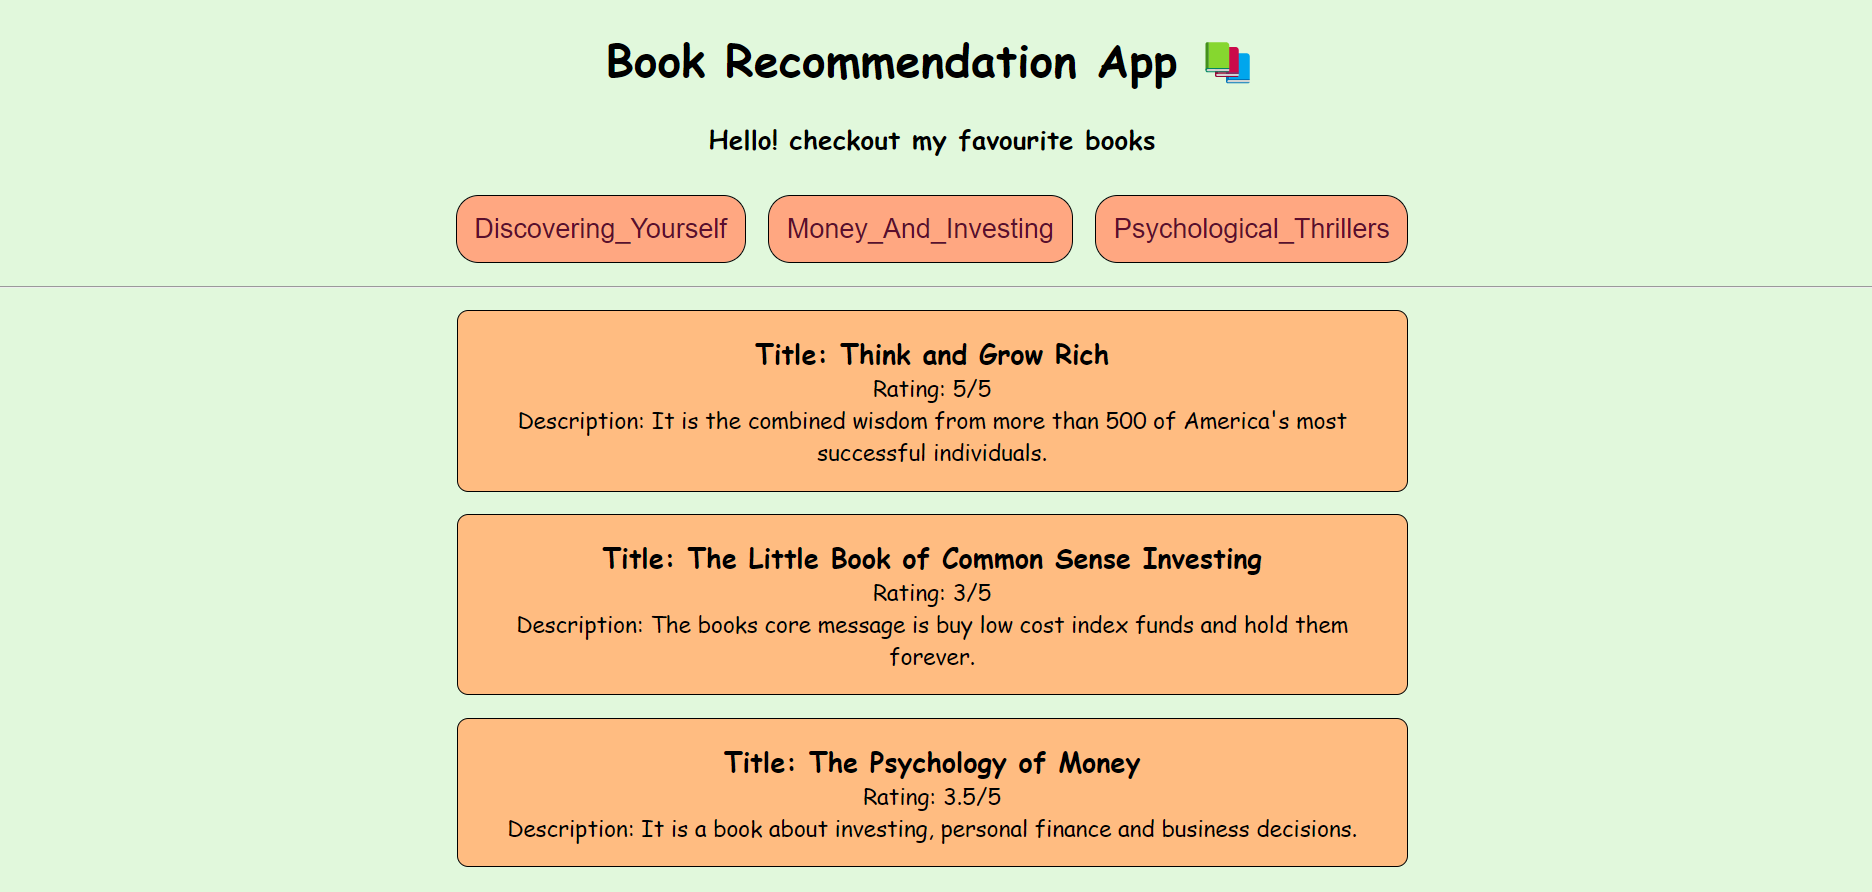 Book Recommendation App 📚
Hello! checkout my favourite books
Discovering_Yourself
Money_And_Investing
Psychological_Thrillers
Title: Think and Grow Rich
Rating: 5/5
Description: It is the combined wisdom from more than 500 of America's most
successful individuals.
Title: The Little Book of Common Sense Investing
Rating: 3/5
Description: The books core message is buy low cost index funds and hold them
forever.
Title: The Psychology of Money
Rating: 3.5/5
Description: It is a book about investing, personal finance and business decisions.